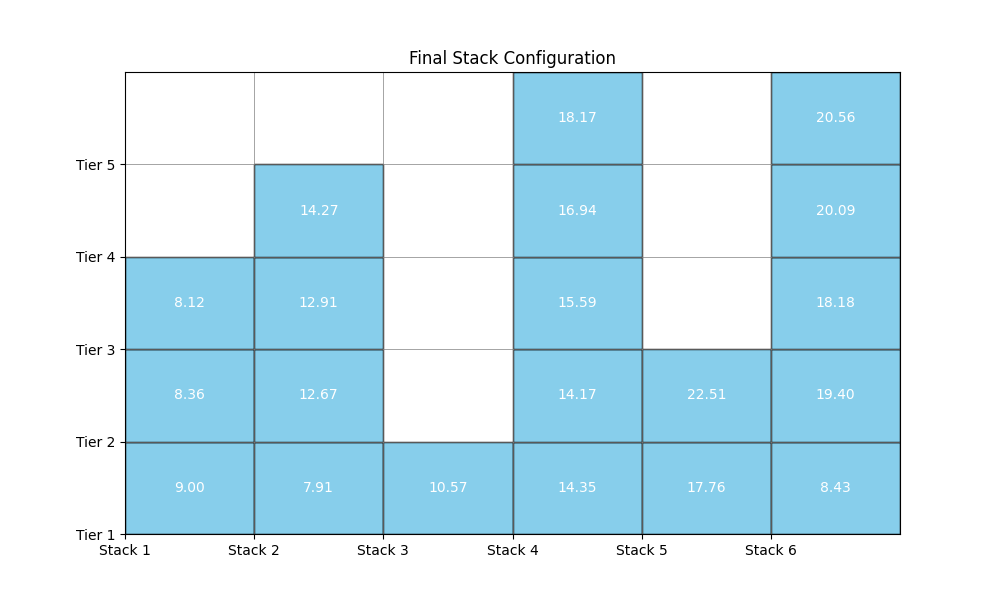 Final Stack Configuration
18.17 20.56
Tier 5
14.27 16.94 20.09
Tier 4
8.12 12.91 15.59 18.18
Tier 3
8.36 12.67 14.17 22.51 19.40
Tier 2
9.00 7.91 10.57 14.35 17.76 8.43
Tier 1
Stack 1 Stack 2 Stack 3 Stack 4 Stack 5 Stack 6